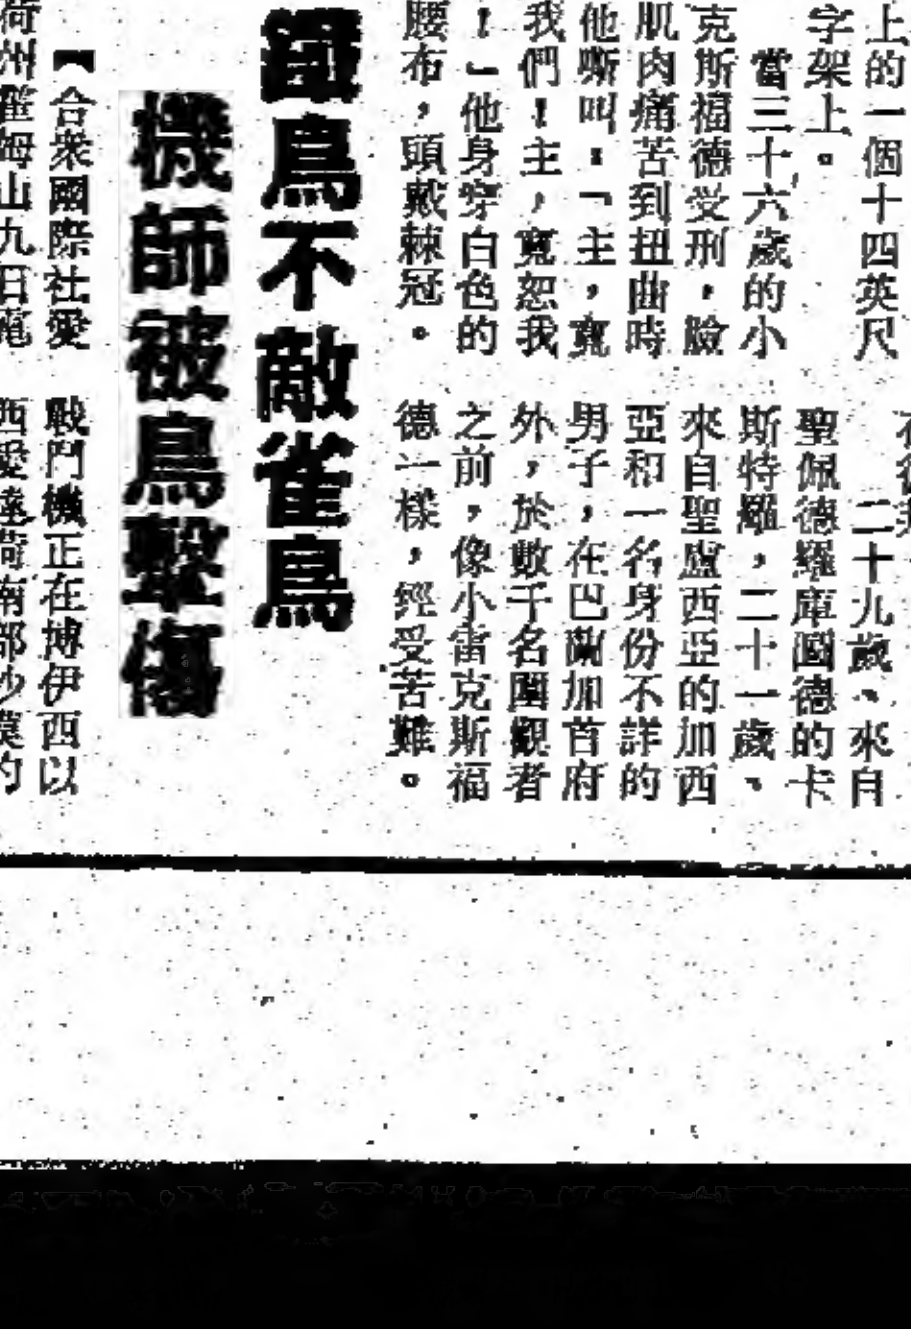 上的一個十四英尺
字架上。
當三十六歲的小
克斯福德受刑,臉
肌肉痛苦到扭曲時
他嘶叫:「主,寬
我們!主,寬恕我
!」他身穿白色的
腰布,頭戴棘冠。
二十九歲、來自
聖佩德羅庫圖德的卡
斯特羅,二十一歲、
來自聖盧西亞的加西
亞和一名身份不詳的
男子,在巴蘭加首府
外,於數千名圍觀者
之前,像小雷克斯福
德一樣,經受苦難。
鐵鳥不敵雀鳥
機師被鳥擊傷
【合衆國際社愛
荷州霍姆山九日電
戰鬥機正在博伊西以
西愛達荷南部沙漠的